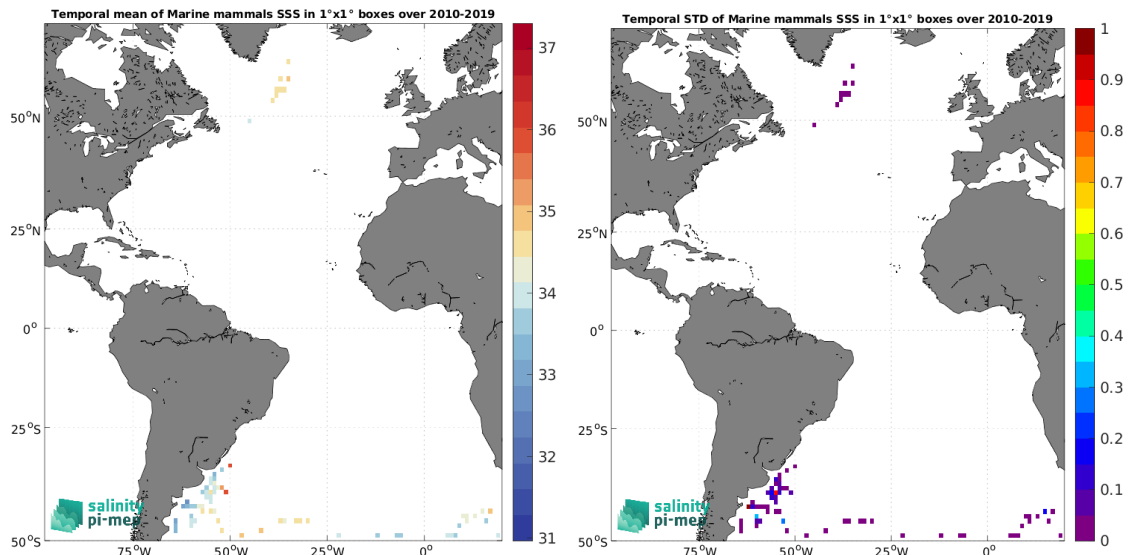 Temporal mean of Marine mammals SSS in 1°x1° boxes over 2010-2019
50°N
25°N
0°
25°S
50°S
75°W
50°W
25°W
0°
37
36
35
34
33
32
31
salinity
pi-mep
Temporal STD of Marine mammals SSS in 1°x1° boxes over 2010-2019
50°N
25°N
0°
25°S
50°S
75°W
50°W
25°W
0°
1
0.9
0.8
0.7
0.6
0.5
0.4
0.3
0.2
0.1
0
salinity
pi-mep